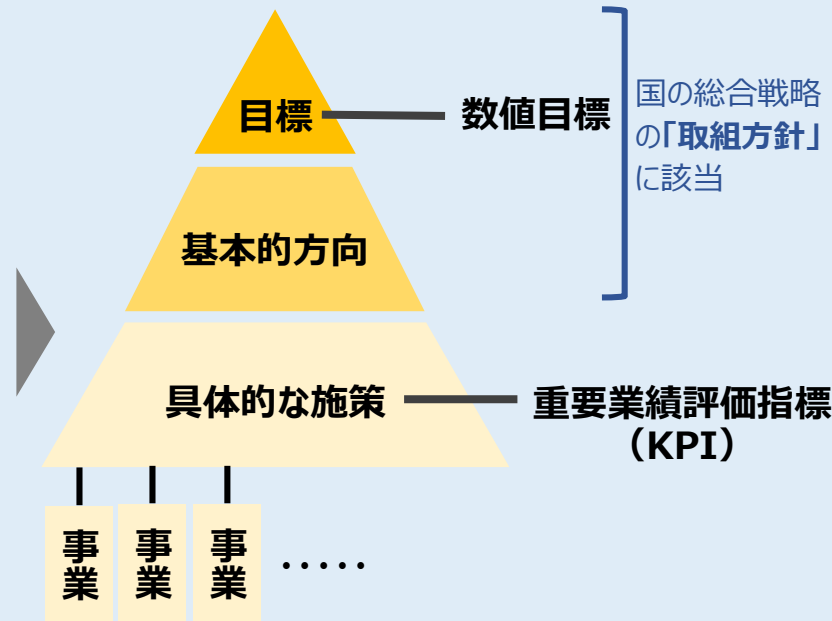 目標
数値目標
国の総合戦略
の「取組方針」
に該当
基本的方向
具体的な施策
重要業績評価指標
（KPI）
事業
事業
事業
・・・・・